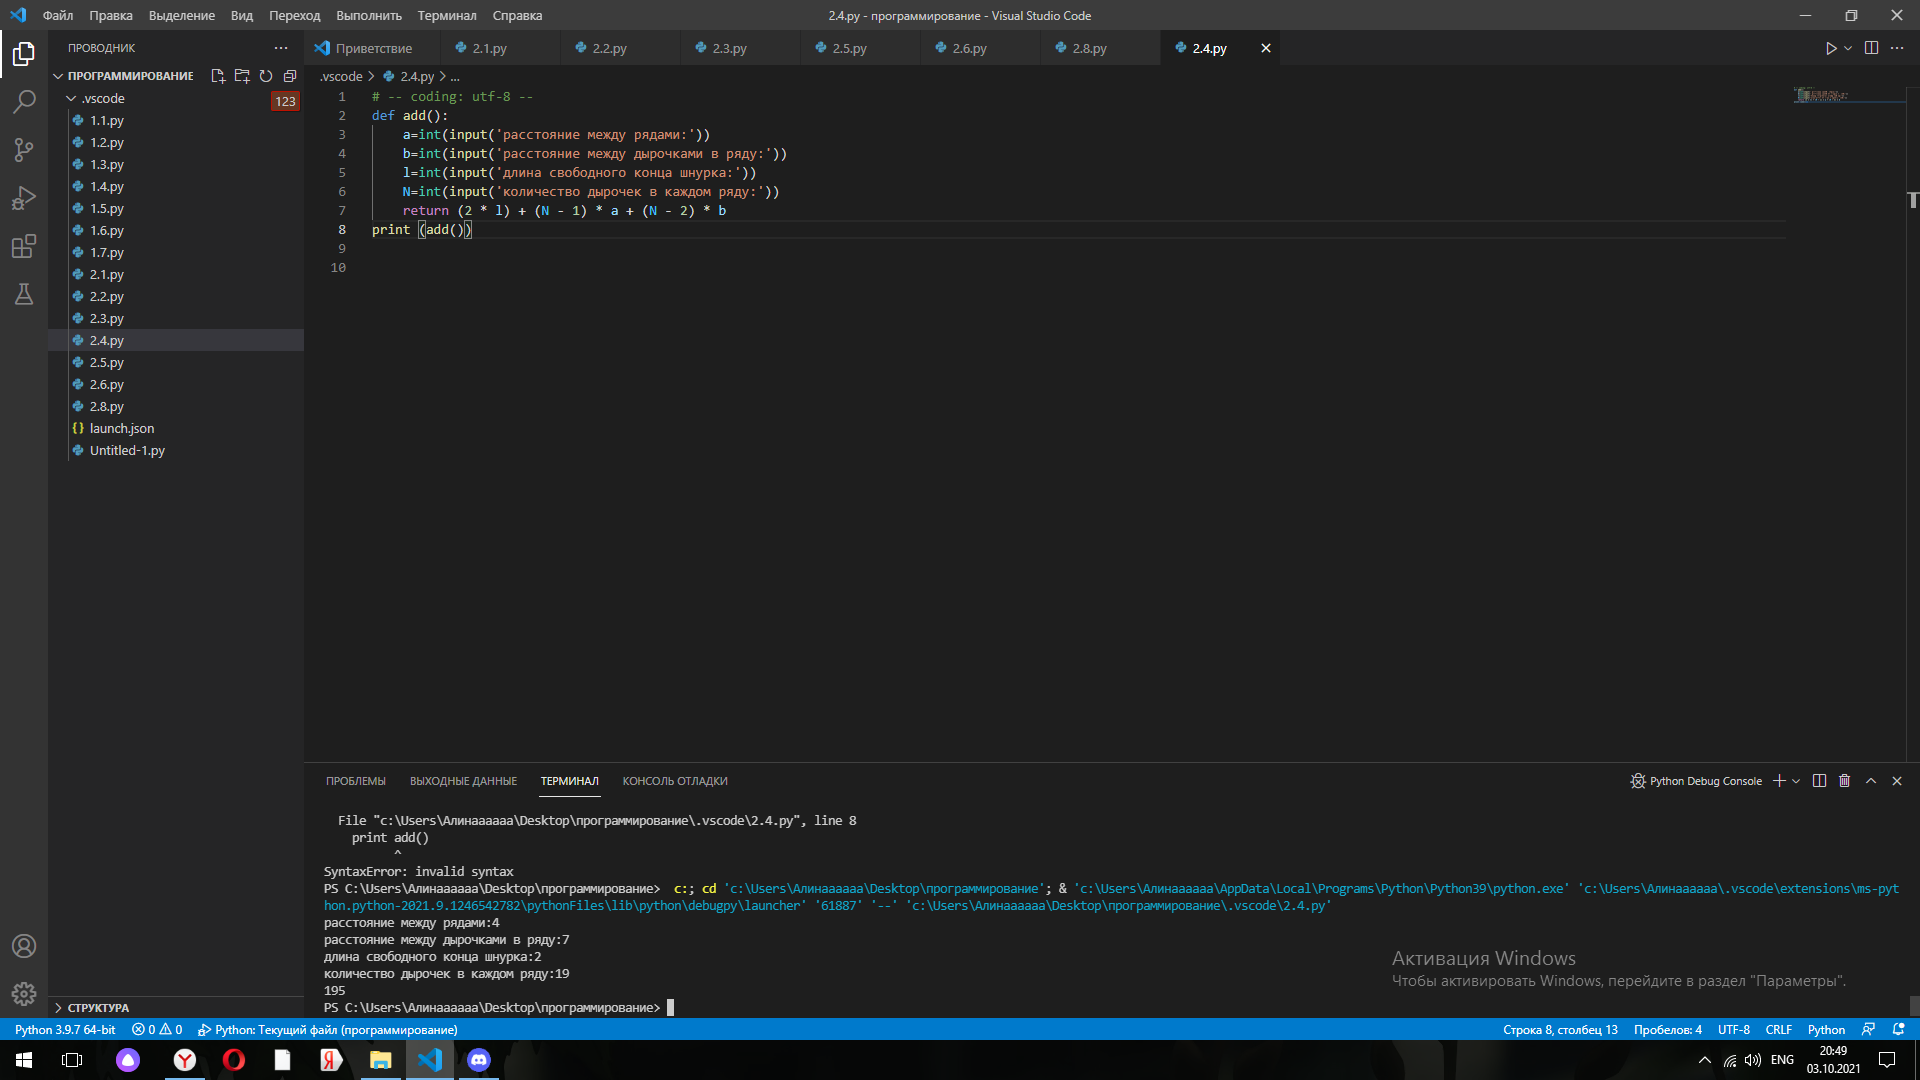 Файл Правка Выделение Вид Переход Выполнить Терминал Справка
2.4.py - программирование - Visual Studio Code
ПРОВОДНИК
ПРОГРАММИРОВАНИЕ
.vscode
123
1.1.py
1.2.py
1.3.py
1.4.py
1.5.py
1.6.py
1.7.py
2.1.py
2.2.py
2.3.py
2.4.py
2.5.py
2.6.py
2.8.py
launch.json
Untitled-1.py
СТРУКТУРА
Приветствие 2.1.py 2.2.py 2.3.py 2.5.py 2.6.py 2.8.py 2.4.py
.vscode > 2.4.py > ...
1 # -- coding: utf-8 --
2 def add():
3 a=int(input('расстояние между рядами:'))
4 b=int(input('расстояние между дырочками в ряду:'))
5 l=int(input('длина свободного конца шнурка:'))
6 N=int(input('количество дырочек в каждом ряду:'))
7 return (2 * l) + (N - 1) * a + (N - 2) * b
8 print (add())
9
10
ПРОБЛЕМЫ ВЫХОДНЫЕ ДАННЫЕ ТЕРМИНАЛ КОНСОЛЬ ОТЛАДКИ
Python Debug Console
File "c:\Users\Алинаааааа\Desktop\программирование\.vscode\2.4.py", line 8
print add()
^
SyntaxError: invalid syntax
PS C:\Users\Алинаааааа\Desktop\программирование> c:; cd 'c:\Users\Алинаааааа\Desktop\программирование'; & 'c:\Users\Алинаааааа\AppData\Local\Programs\Python\Python39\python.exe' 'c:\Users\Алинаааааа\.vscode\extensions\ms-pyt
hon.python-2021.9.1246542782\pythonFiles\lib\python\debugpy\launcher' '61887' '--' 'c:\Users\Алинаааааа\Desktop\программирование\.vscode\2.4.py'
расстояние между рядами:4
расстояние между дырочками в ряду:7
длина свободного конца шнурка:2
количество дырочек в каждом ряду:19
195
PS C:\Users\Алинаааааа\Desktop\программирование>
Активация Windows
Чтобы активировать Windows, перейдите в раздел "Параметры".
Python 3.9.7 64-bit 0 0 Python: Текущий файл (программирование)
Строка 8, столбец 13 Пробелов: 4 UTF-8 CRLF Python
ENG
20:49
03.10.2021